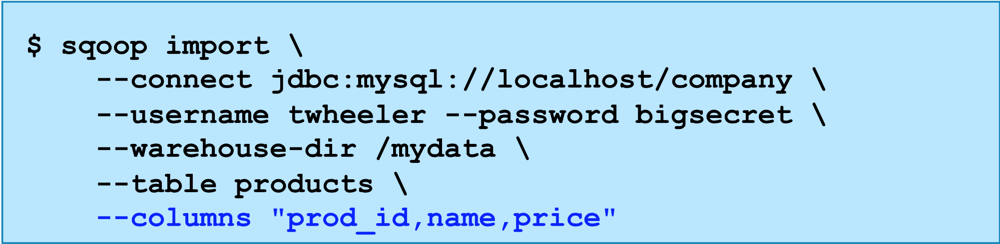 $ sqoop import \
--connect jdbc:mysql://localhost/company \
--username twheeler --password bigsecret \
--warehouse-dir /mydata \
--table products \
--columns "prod_id,name,price"